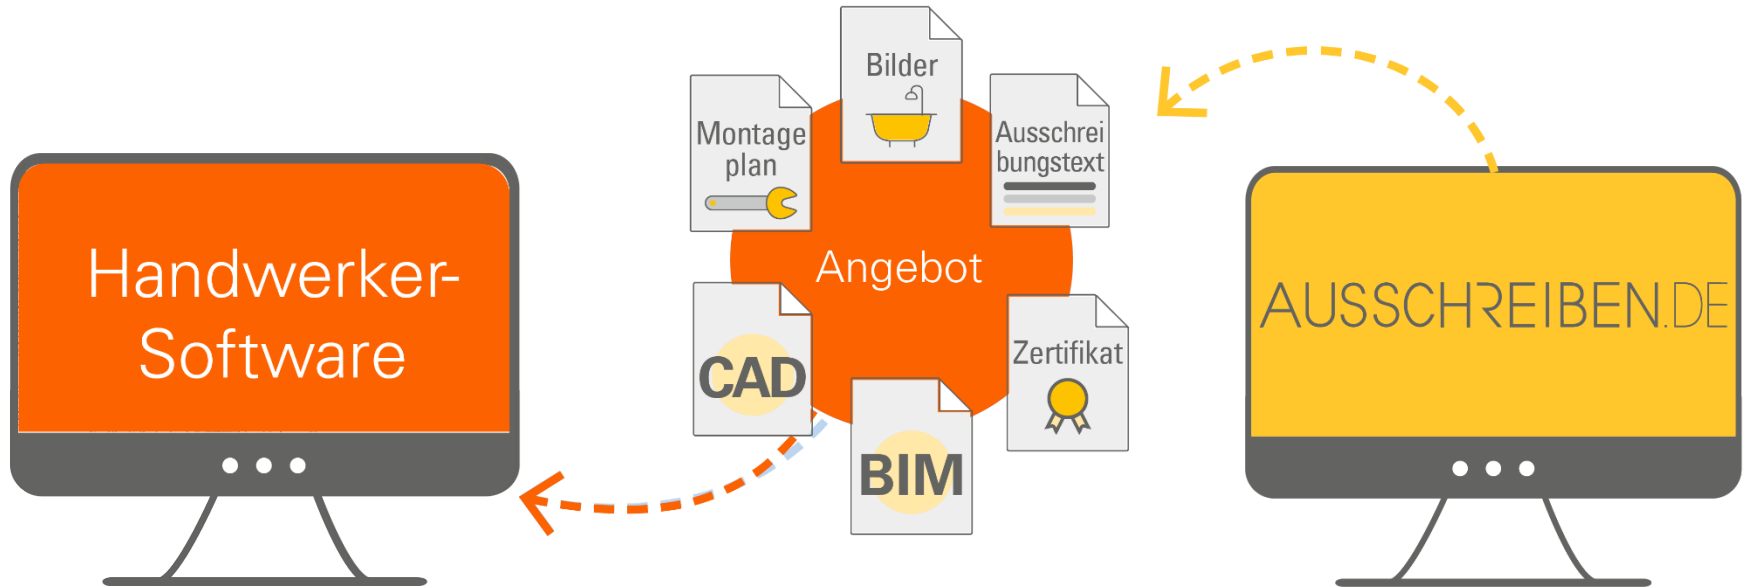 Handwerker-
Software
Bilder
Montage
plan
Ausschrei
bungstext
Angebot
CAD
Zertifikat
BIM
AUSSCHREIBEN.DE